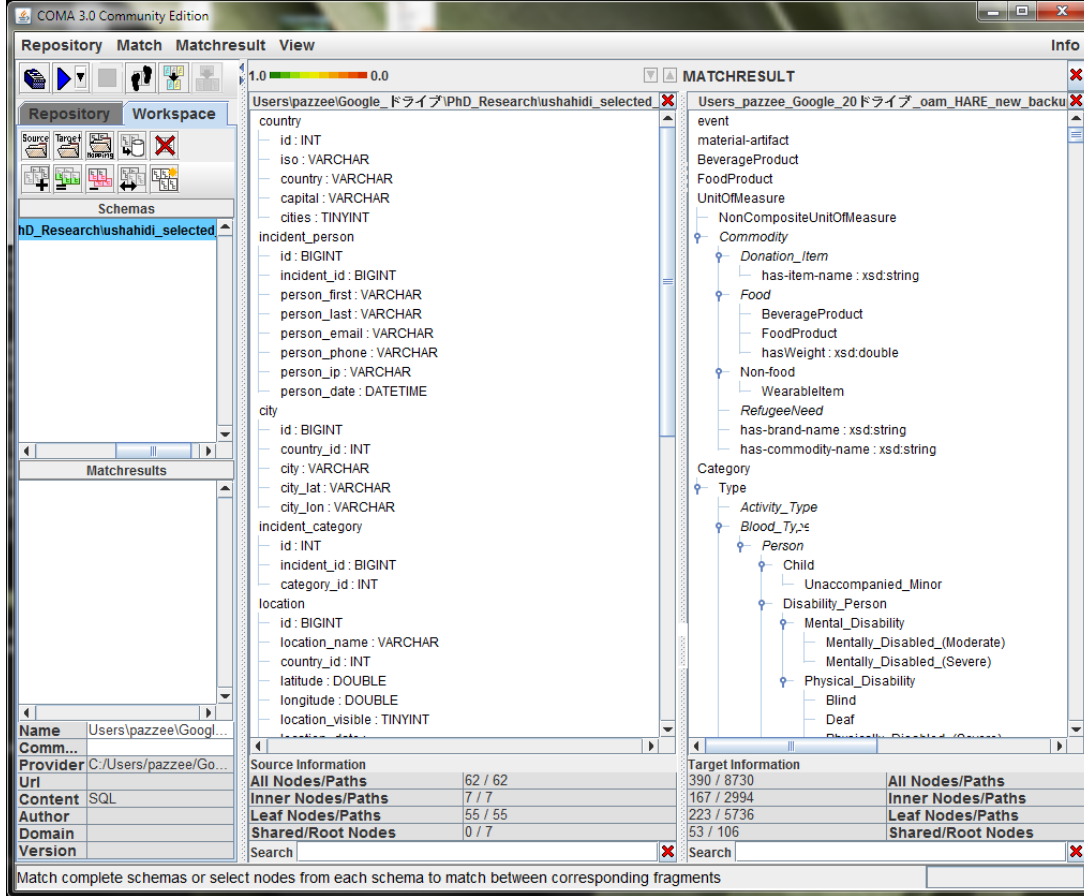 COMA 3.0 Community Edition
Repository Match Matchresult View Info
1.0 0.0
MATCHRESULT
Repository Workspace
Source Target
Mapping
Schemas
hD_Research\ushahidi_selected_
Matchresults
Name Users\pazzee\Googl...
Comm...
Provider C:/Users/pazzee/Go...
Url
Content SQL
Author
Domain
Version
Users\pazzee\Google_ドライブ\PhD_Research\ushahidi_selected_
country
id : INT
iso : VARCHAR
country : VARCHAR
capital : VARCHAR
cities : TINYINT
incident_person
id : BIGINT
incident_id : BIGINT
person_first : VARCHAR
person_last : VARCHAR
person_email : VARCHAR
person_phone : VARCHAR
person_ip : VARCHAR
person_date : DATETIME
city
id : BIGINT
country_id : INT
city : VARCHAR
city_lat : VARCHAR
city_lon : VARCHAR
incident_category
id : INT
incident_id : BIGINT
category_id : INT
location
id : BIGINT
location_name : VARCHAR
country_id : INT
latitude : DOUBLE
longitude : DOUBLE
location_visible : TINYINT
Source Information
All Nodes/Paths 62 / 62
Inner Nodes/Paths 7 / 7
Leaf Nodes/Paths 55 / 55
Shared/Root Nodes 0 / 7
Search
Users_pazzee_Google_20ドライブ_oam_HARE_new_backu
event
material-artifact
BeverageProduct
FoodProduct
UnitOfMeasure
NonCompositeUnitOfMeasure
Commodity
Donation_Item
has-item-name : xsd:string
Food
BeverageProduct
FoodProduct
hasWeight : xsd:double
Non-food
WearableItem
RefugeeNeed
has-brand-name : xsd:string
has-commodity-name : xsd:string
Category
Type
Activity_Type
Blood_Type
Person
Child
Unaccompanied_Minor
Disability_Person
Mental_Disability
Mentally_Disabled_(Moderate)
Mentally_Disabled_(Severe)
Physical_Disability
Blind
Deaf
Target Information
390 / 8730 All Nodes/Paths
167 / 2994 Inner Nodes/Paths
223 / 5736 Leaf Nodes/Paths
53 / 106 Shared/Root Nodes
Search
Match complete schemas or select nodes from each schema to match between corresponding fragments